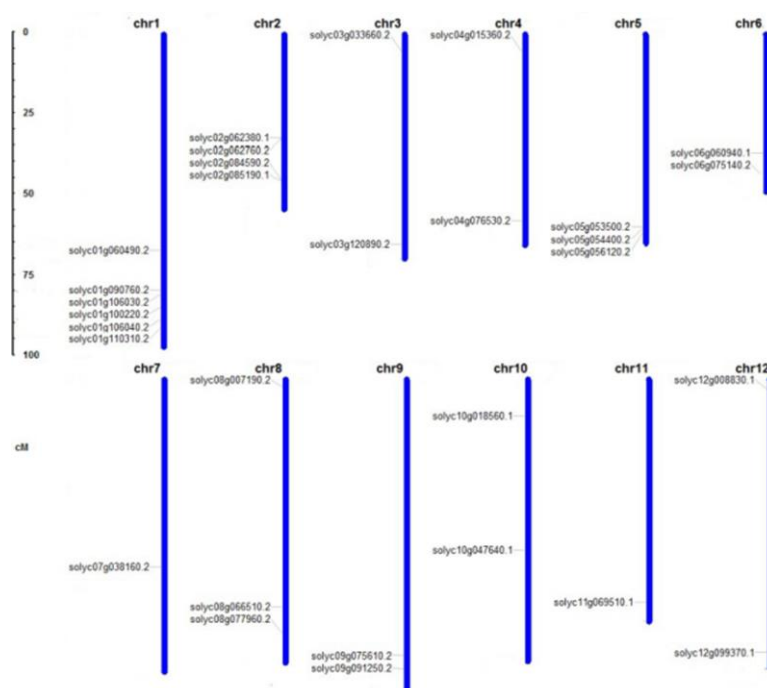 chr1
chr2
chr3
chr4
chr5
chr6
0
25
50
75
100
cM
solyc01g060490.2
solyc01g090760.2
solyc01g106030.2
solyc01g100220.2
solyc01g106040.2
solyc01g110310.2
solyc02g062380.1
solyc02g062760.2
solyc02g084590.2
solyc02g085190.1
solyc03g033660.2
solyc03g120890.2
solyc04g015360.2
solyc04g076530.2
solyc05g053500.2
solyc05g054400.2
solyc05g056120.2
solyc06g060940.1
solyc06g075140.2
chr7
chr8
chr9
chr10
chr11
chr12
solyc07g038160.2
solyc08g007190.2
solyc08g066510.2
solyc08g077960.2
solyc09g075610.2
solyc09g091250.2
solyc10g018560.1
solyc10g047640.1
solyc11g069510.1
solyc12g008830.1
solyc12g099370.1